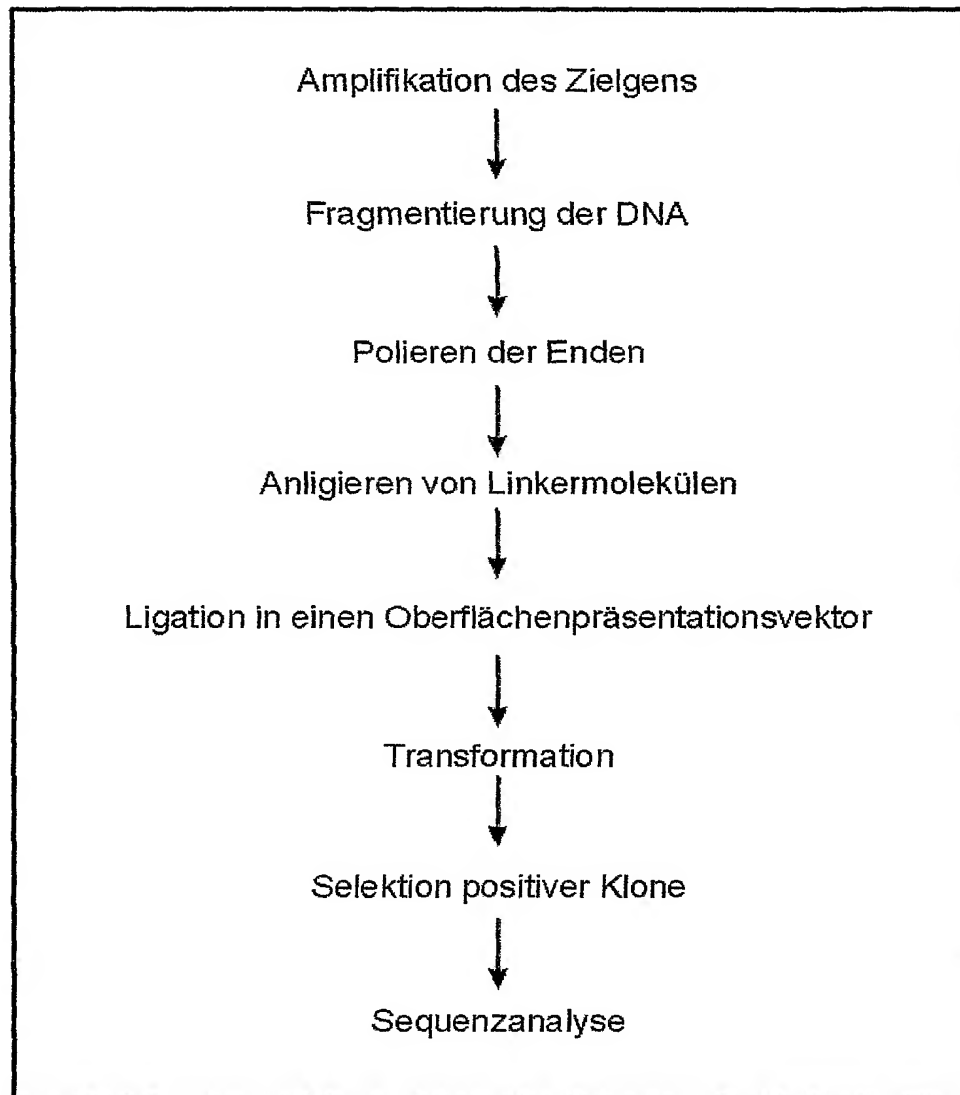 Amplifikation des Zielgens
Fragmentierung der DNA
Polieren der Enden
Anligieren von Linkermolekülen
Ligation in einen Oberflächenpräsentationsvektor
Transformation
Selektion positiver Klone
Sequenzanalyse